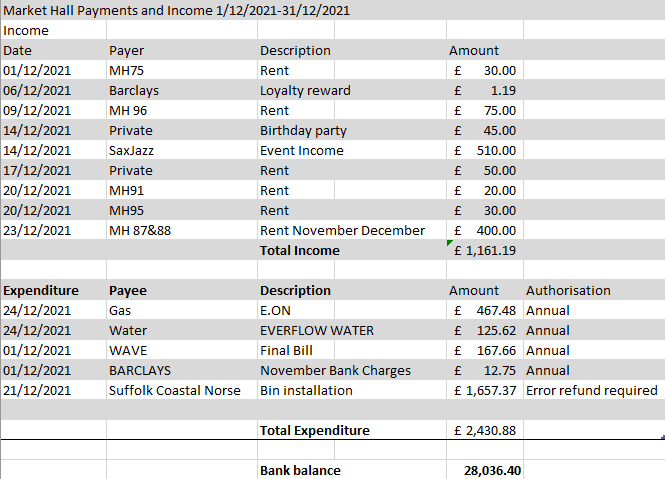 Market Hall Payments and Income 1/12/2021-31/12/2021
Income
Date Payer Description Amount
01/12/2021 MH75 Rent £ 30.00
06/12/2021 Barclays Loyalty reward £ 1.19
09/12/2021 MH 96 Rent £ 75.00
14/12/2021 Private Birthday party £ 45.00
14/12/2021 SaxJazz Event Income £ 510.00
17/12/2021 Private Rent £ 50.00
20/12/2021 MH91 Rent £ 20.00
20/12/2021 MH95 Rent £ 30.00
23/12/2021 MH 87&88 Rent November December £ 400.00
Total Income £ 1,161.19
Expenditure Payee Description Amount Authorisation
24/12/2021 Gas E.ON £ 467.48 Annual
24/12/2021 Water EVERFLOW WATER £ 125.62 Annual
01/12/2021 WAVE Final Bill £ 167.66 Annual
01/12/2021 BARCLAYS November Bank Charges £ 12.75 Annual
21/12/2021 Suffolk Coastal Norse Bin installation £ 1,657.37 Error refund required
Total Expenditure £ 2,430.88
Bank balance 28,036.40